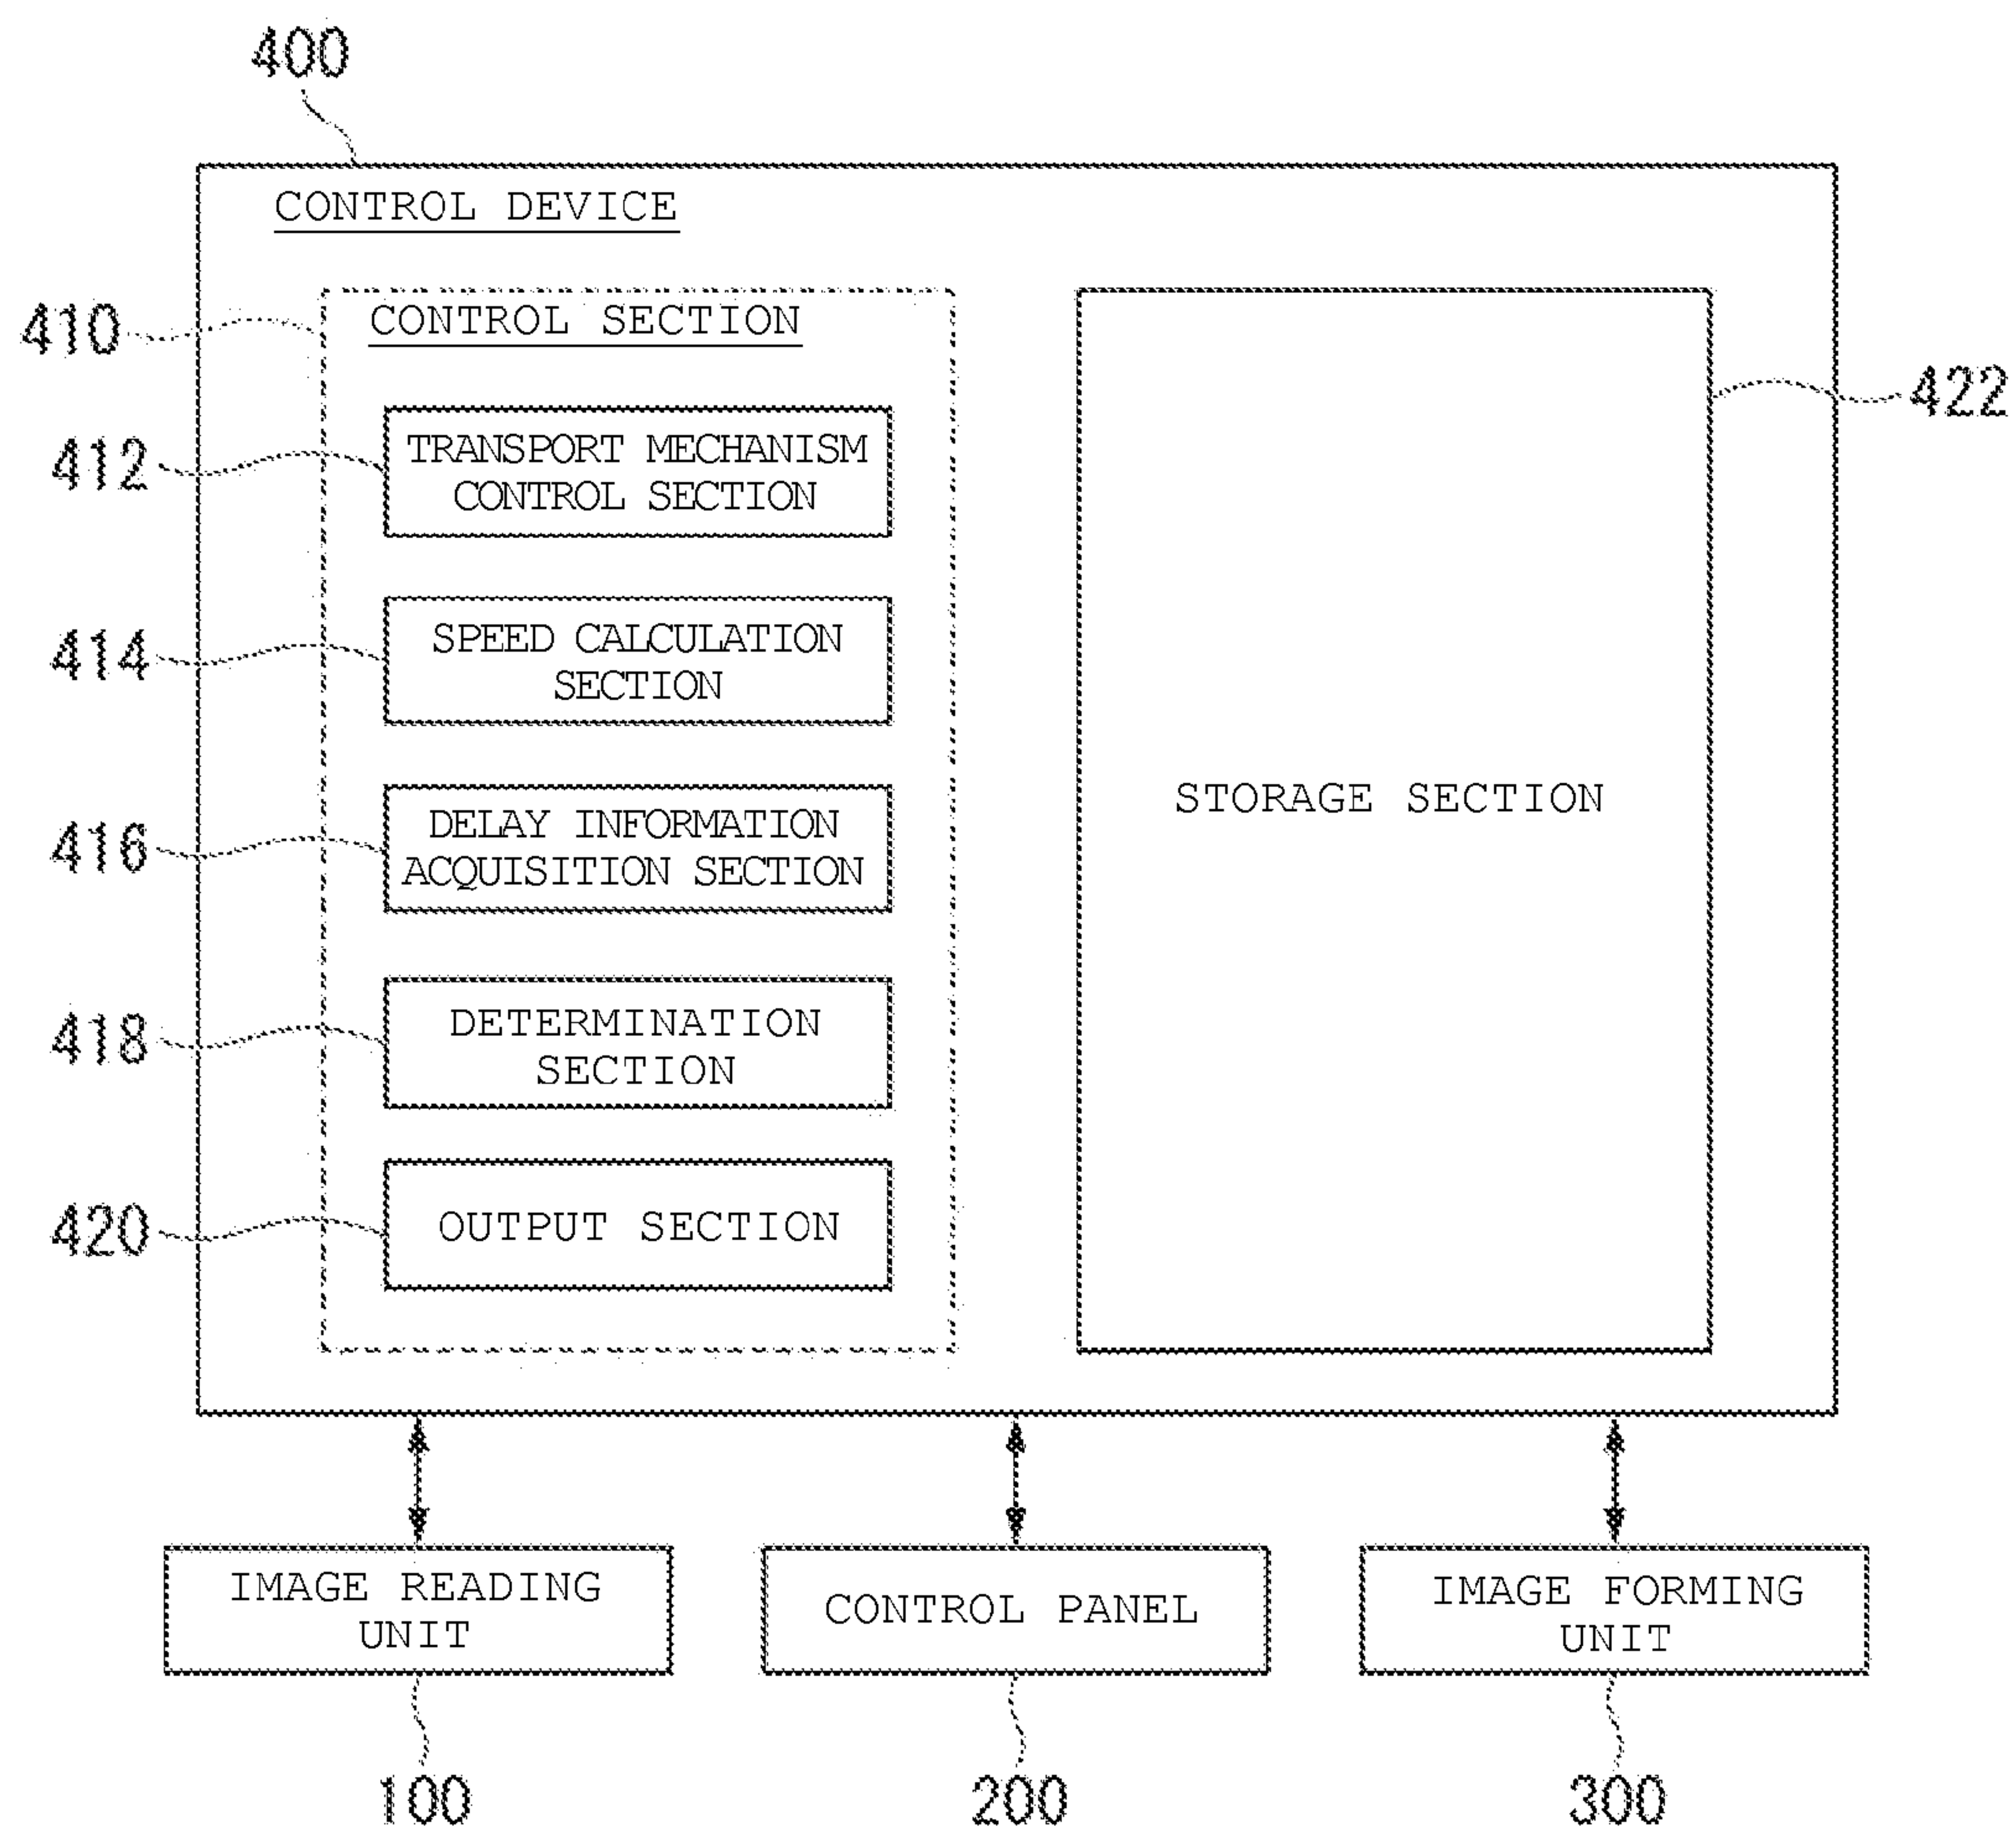 400
CONTROL DEVICE
410
CONTROL SECTION
422
412
TRANSPORT MECHANISM
CONTROL SECTION
414
SPEED CALCULATION
SECTION
STORAGE SECTION
416
DELAY INFORMATION
ACQUISITION SECTION
418
DETERMINATION
SECTION
420
OUTPUT SECTION
IMAGE READING
UNIT
CONTROL PANEL
IMAGE FORMING
UNIT
100
200
300